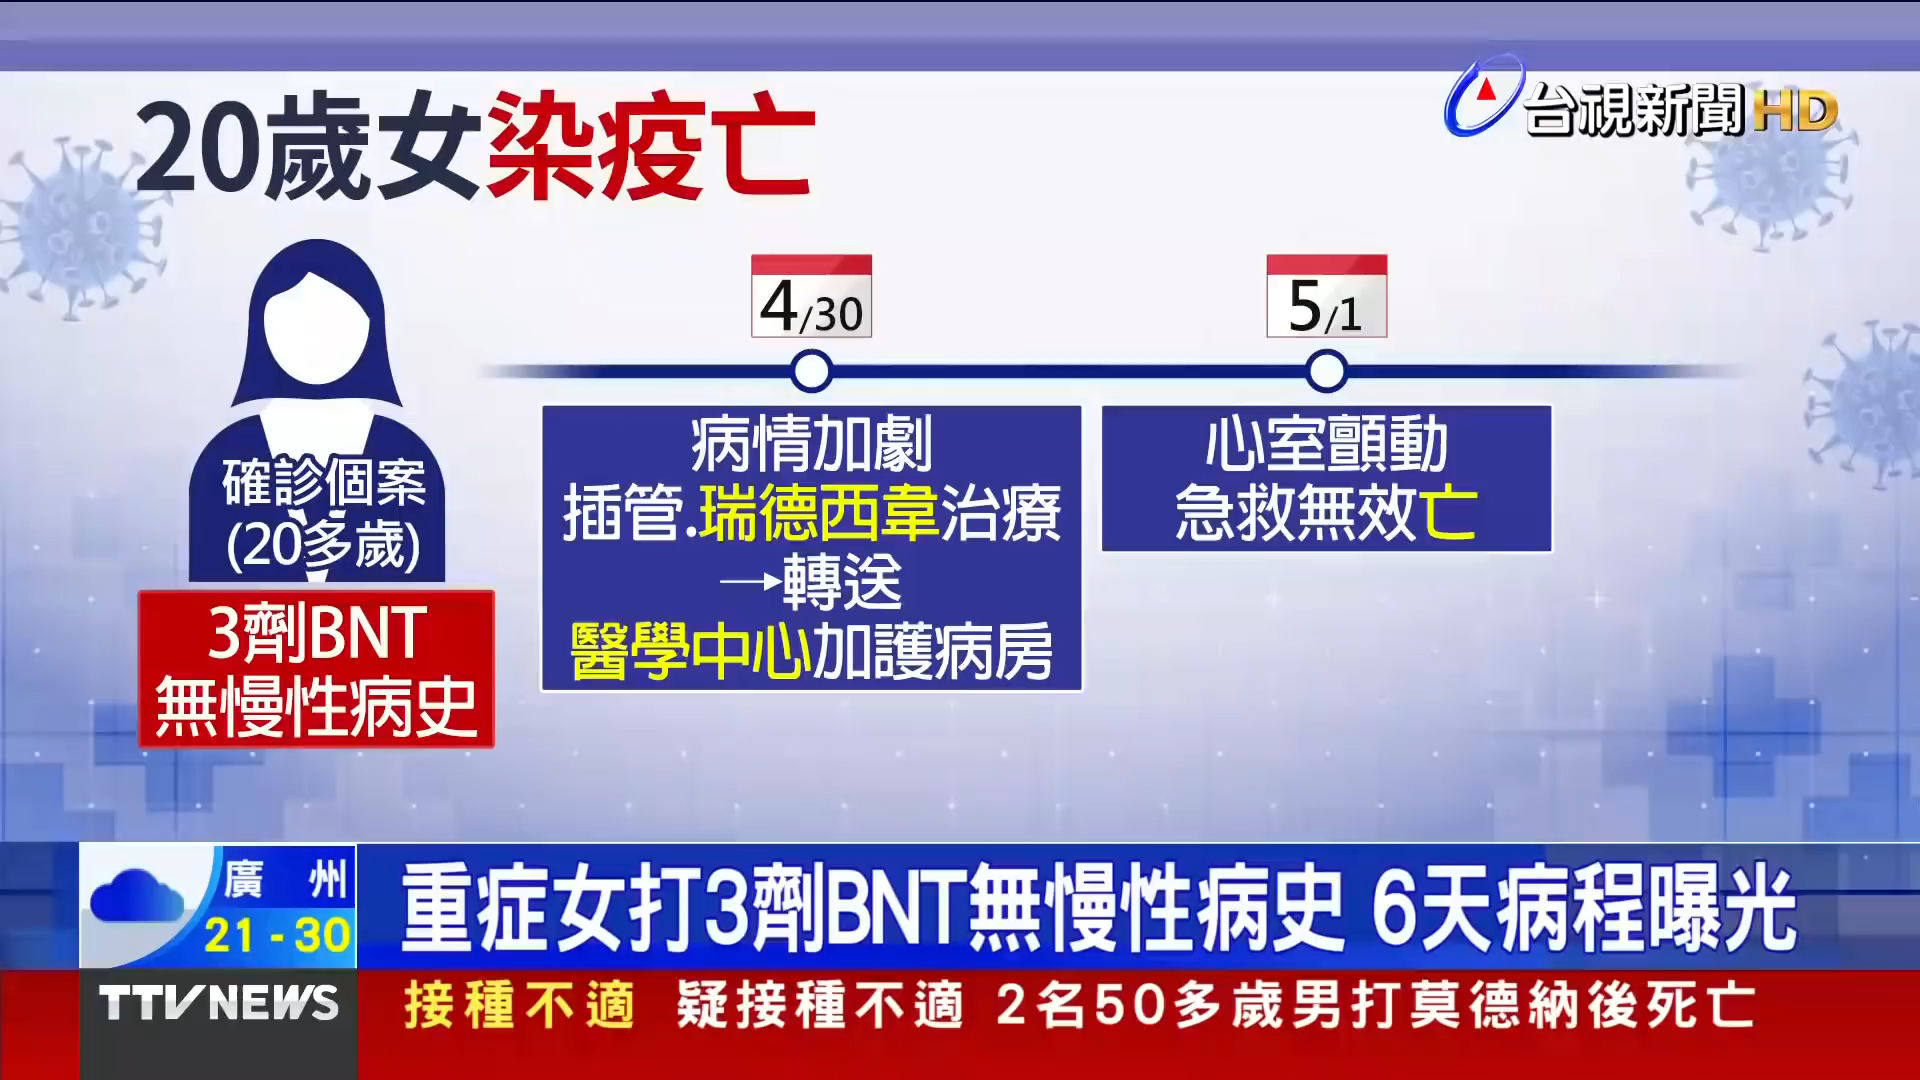 20歲女染疫亡
台視新聞HD
4/30
5/1
確診個案
(20多歲)
3劑BNT
無慢性病史
病情加劇
插管.瑞德西韋治療
→轉送
醫學中心加護病房
心室顫動
急救無效亡
廣 州
21 - 30
重症女打3劑BNT無慢性病史 6天病程曝光
TTV NEWS
接種不適 疑接種不適 2名50多歲男打莫德納後死亡